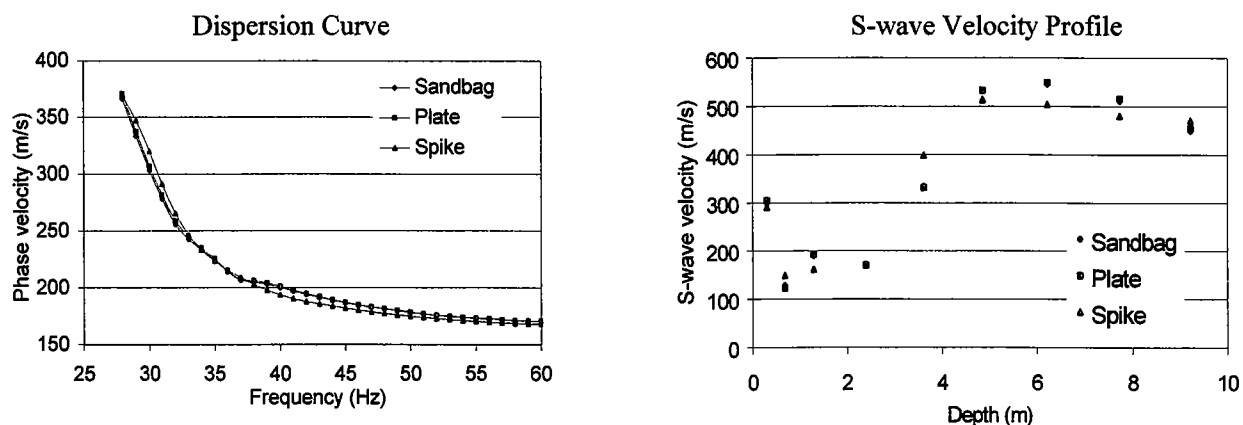 Dispersion Curve
400
350
300
250
200
150
25 30 35 40 45 50 55 60
Phase velocity (m/s)
Frequency (Hz)
Sandbag
Plate
Spike
S-wave Velocity Profile
600
500
400
300
200
100
0
0 2 4 6 8 10
S-wave velocity (m/s)
Depth (m)
Sandbag
Plate
Spike